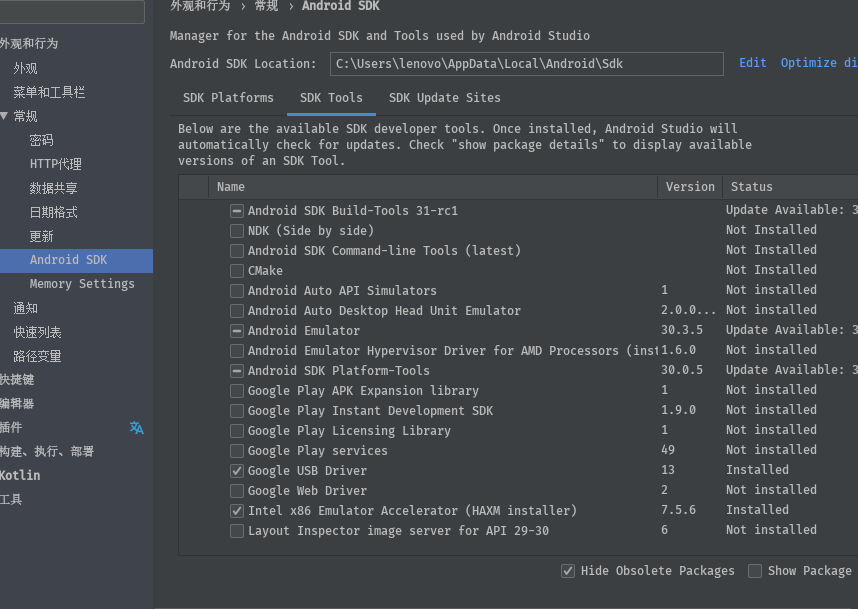 外观和行为 › 常规 › Android SDK
Manager for the Android SDK and Tools used by Android Studio
Android SDK Location: C:\Users\lenovo\AppData\Local\Android\Sdk Edit Optimize di
外观和行为
外观
菜单和工具栏
常规
密码
HTTP代理
数据共享
日期格式
更新
Android SDK
Memory Settings
通知
快速列表
路径变量
快捷键
编辑器
插件
构建、执行、部署
Kotlin
工具
SDK Platforms SDK Tools SDK Update Sites
Below are the available SDK developer tools. Once installed, Android Studio will
automatically check for updates. Check "show package details" to display available
versions of an SDK Tool.
Name Version Status
Android SDK Build-Tools 31-rc1 Update Available: 3
NDK (Side by side) Not Installed
Android SDK Command-line Tools (latest) Not Installed
CMake Not Installed
Android Auto API Simulators 1 Not installed
Android Auto Desktop Head Unit Emulator 2.0.0... Not installed
Android Emulator 30.3.5 Update Available: 3
Android Emulator Hypervisor Driver for AMD Processors (inst 1.6.0 Not installed
Android SDK Platform-Tools 30.0.5 Update Available: 3
Google Play APK Expansion library 1 Not installed
Google Play Instant Development SDK 1.9.0 Not installed
Google Play Licensing Library 1 Not installed
Google Play services 49 Not installed
Google USB Driver 13 Installed
Google Web Driver 2 Not installed
Intel x86 Emulator Accelerator (HAXM installer) 7.5.6 Installed
Layout Inspector image server for API 29-30 6 Not installed
Hide Obsolete Packages Show Package